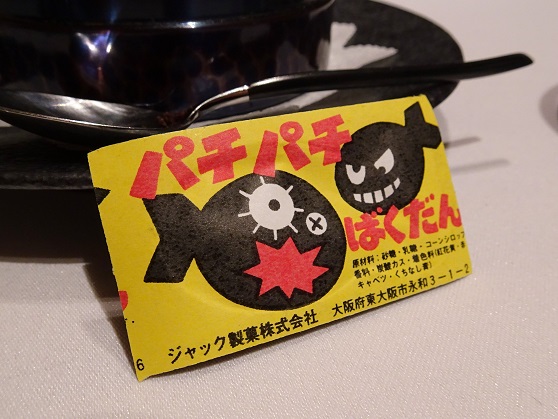 パチパチ
ばくだん
原材料:砂糖・乳糖・コーンシロップ
香料・炭酸ガス・着色料(紅花黄・赤
キャベツ・くちなし青)
6 ジャック製菓株式会社 大阪府東大阪市永和3-1-2